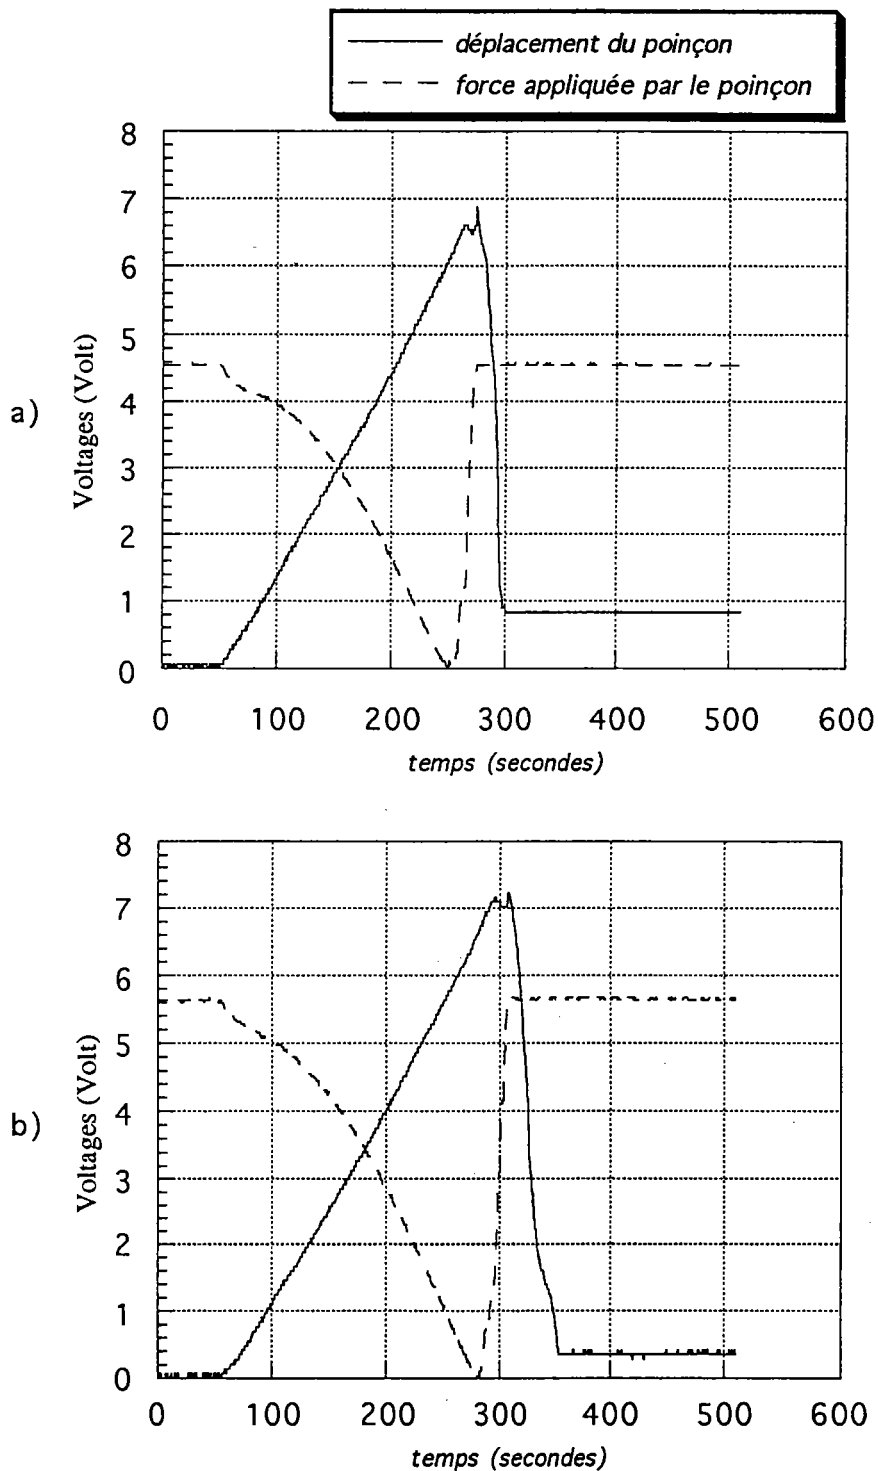 déplacement du poinçon
force appliquée par le poinçon
a)
Voltages (Volt)
8
7
6
5
4
3
2
1
0
0 100 200 300 400 500 600
temps (secondes)
b)
Voltages (Volt)
8
7
6
5
4
3
2
1
0
0 100 200 300 400 500 600
temps (secondes)